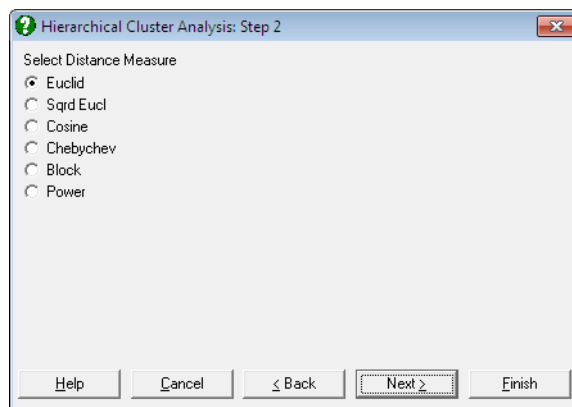 Hierarchical Cluster Analysis: Step 2
Select Distance Measure
Euclid
Sqrd Eucl
Cosine
Chebychev
Block
Power
Help Cancel < Back Next > Finish